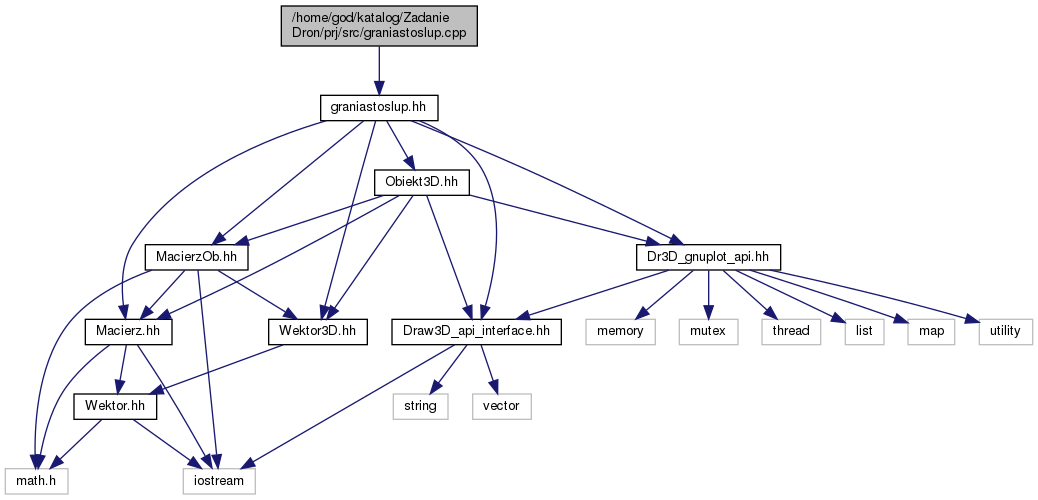 /home/god/katalog/Zadanie
Dron/prj/src/graniastoslup.cpp
graniastoslup.hh
Obiekt3D.hh
MacierzOb.hh
Dr3D_gnuplot_api.hh
Macierz.hh
Wektor3D.hh
Draw3D_api_interface.hh
memory
mutex
thread
list
map
utility
Wektor.hh
string
vector
math.h
iostream